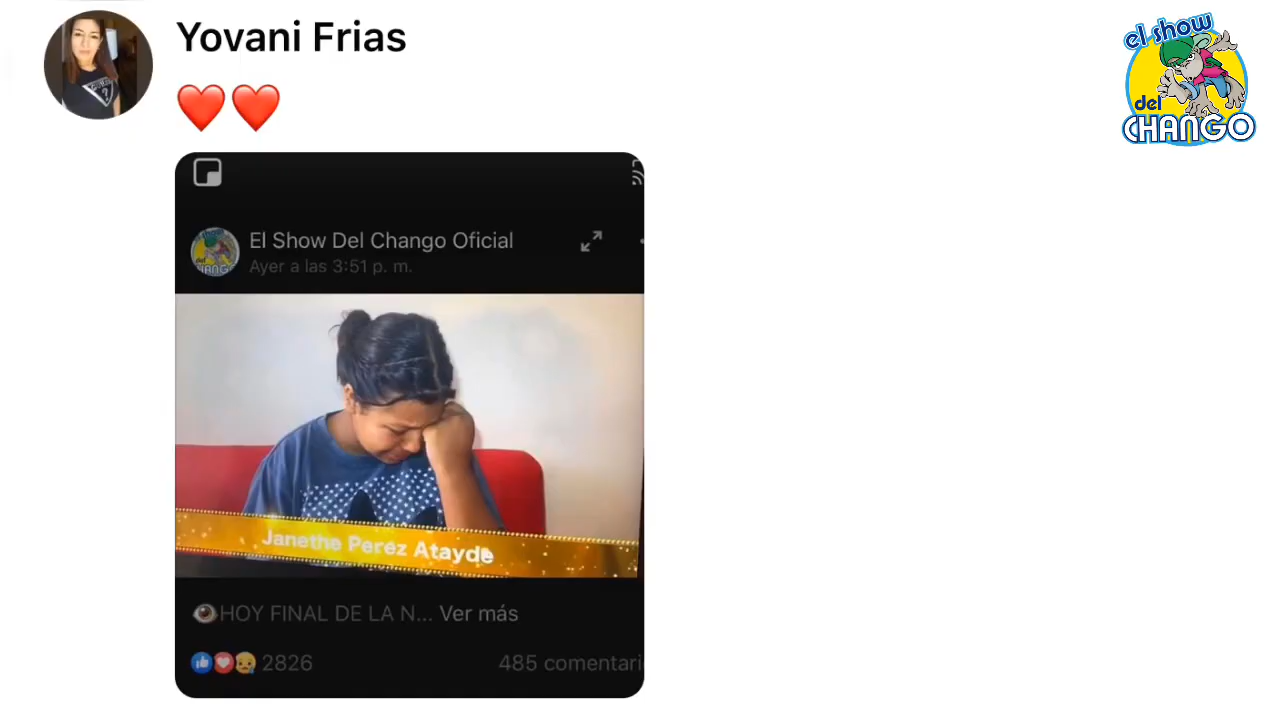 Yovani Frias
❤️❤️
el show
del
CHANGO
El Show Del Chango Oficial
Ayer a las 3:51 p. m.
Janethe Perez Atayde
👁HOY FINAL DE LA N... Ver más
2826
485 comentari